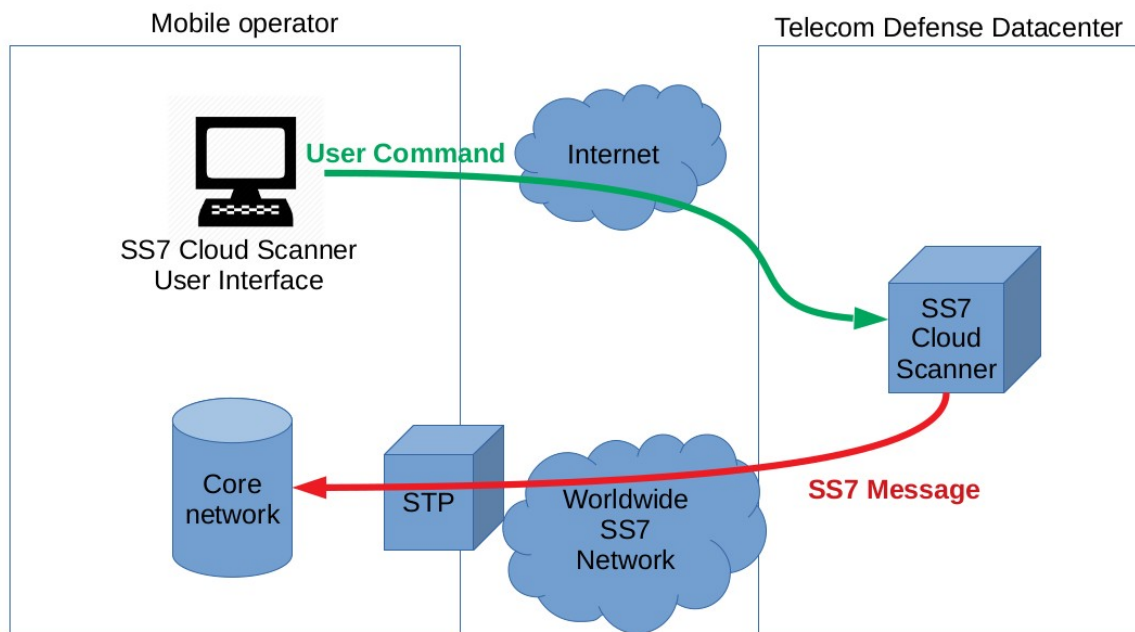 Mobile operator
Telecom Defense Datacenter
User Command
Internet
SS7 Cloud Scanner
User Interface
SS7
Cloud
Scanner
Core
network
STP
Worldwide
SS7
Network
SS7 Message